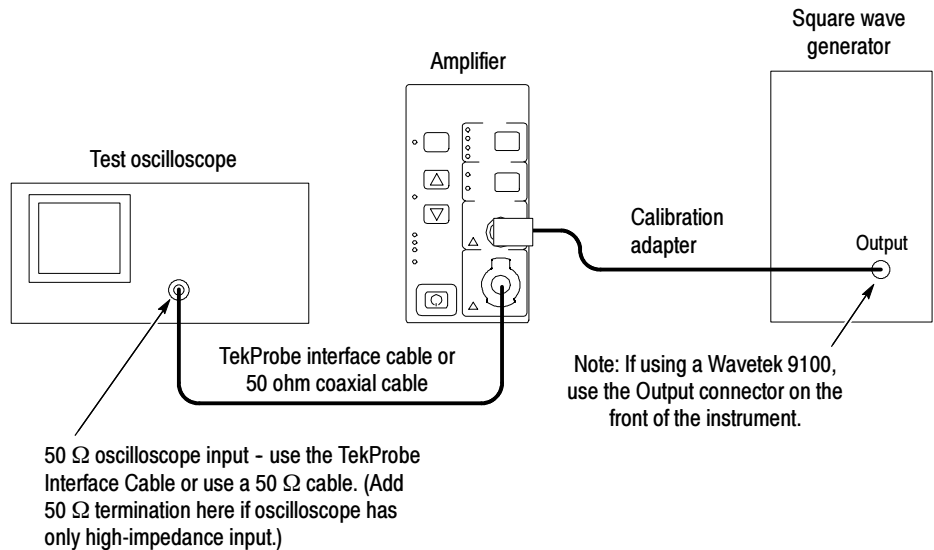 Square wave
generator
Amplifier
Test oscilloscope
Calibration
adapter
Output
TekProbe interface cable or
50 ohm coaxial cable
Note: If using a Wavetek 9100,
use the Output connector on the
front of the instrument.
50 Ω oscilloscope input - use the TekProbe
Interface Cable or use a 50 Ω cable. (Add
50 Ω termination here if oscilloscope has
only high-impedance input.)